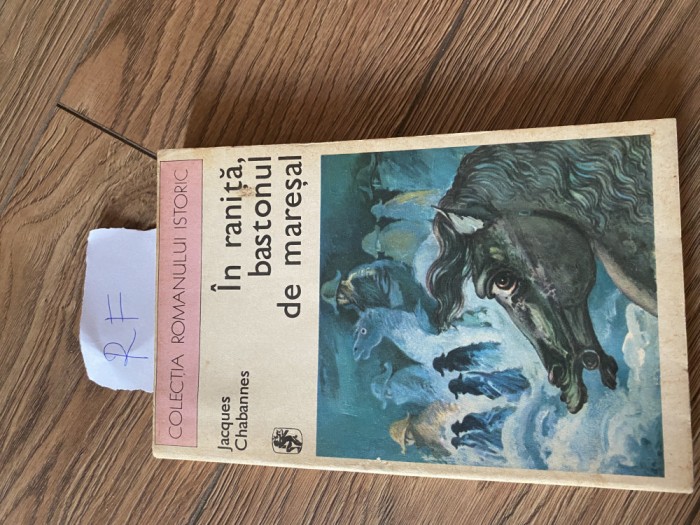 COLECȚIA ROMANULUI ISTORIC
În raniță,
bastonul
de mareșal
Jacques
Chabannes
RF